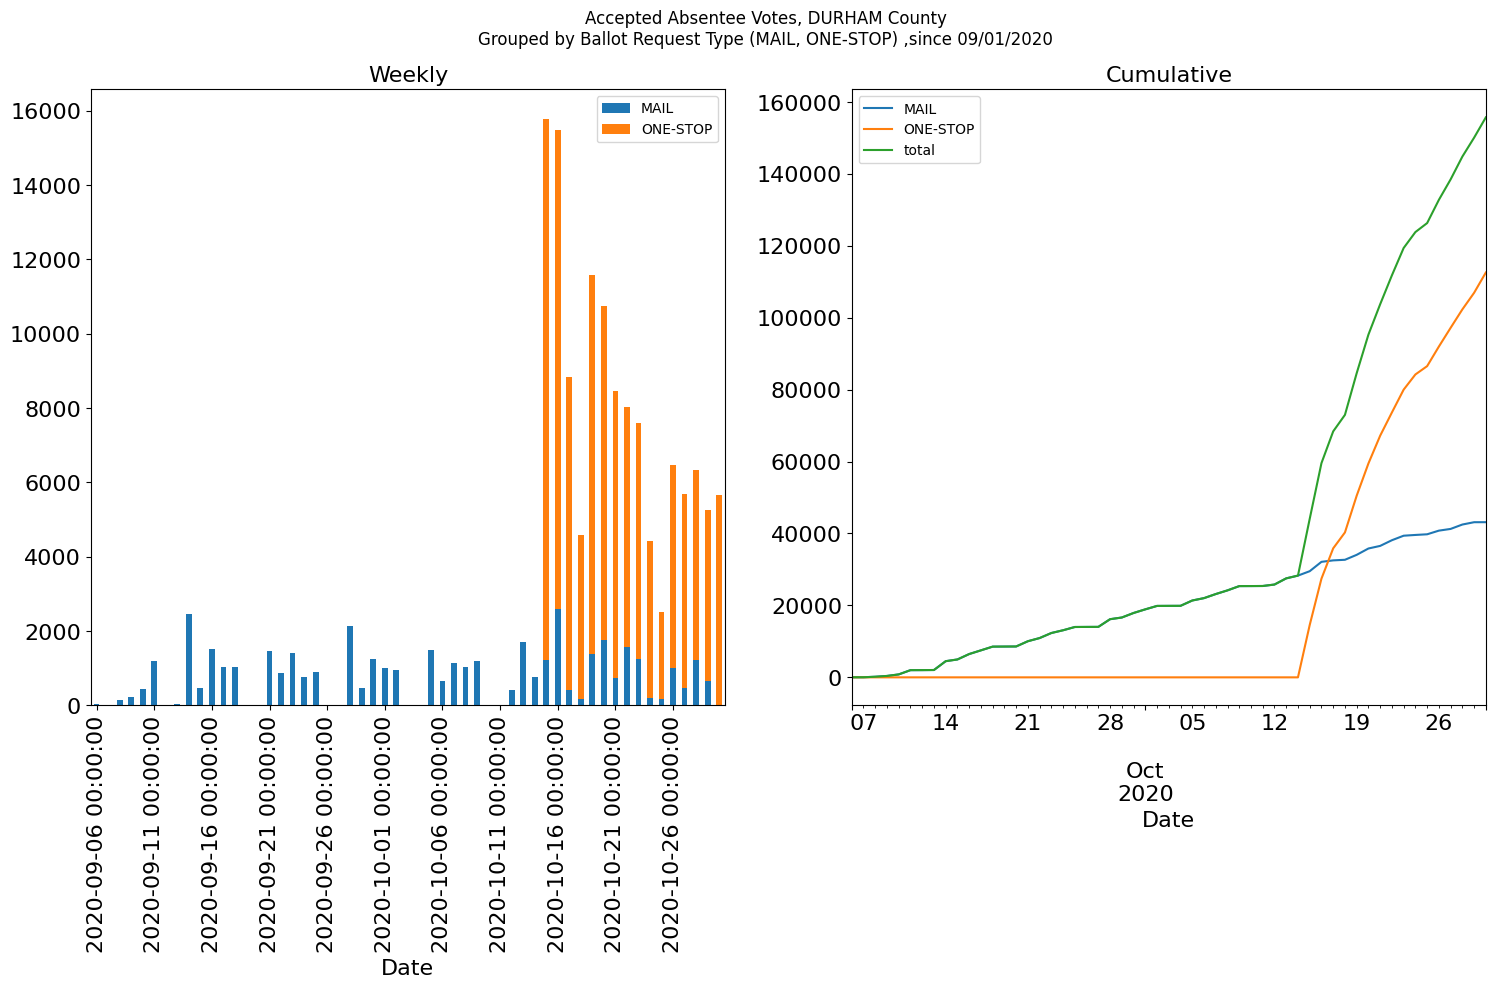 Accepted Absentee Votes, DURHAM County
Grouped by Ballot Request Type (MAIL, ONE-STOP) ,since 09/01/2020
Weekly
MAIL
ONE-STOP
16000
14000
12000
10000
8000
6000
4000
2000
0
2020-09-06 00:00:00
2020-09-11 00:00:00
2020-09-16 00:00:00
2020-09-21 00:00:00
2020-09-26 00:00:00
2020-10-01 00:00:00
2020-10-06 00:00:00
2020-10-11 00:00:00
2020-10-16 00:00:00
2020-10-21 00:00:00
2020-10-26 00:00:00
Date
Cumulative
MAIL
ONE-STOP
total
160000
140000
120000
100000
80000
60000
40000
20000
0
07 14 21 28 05 12 19 26
Oct
2020
Date